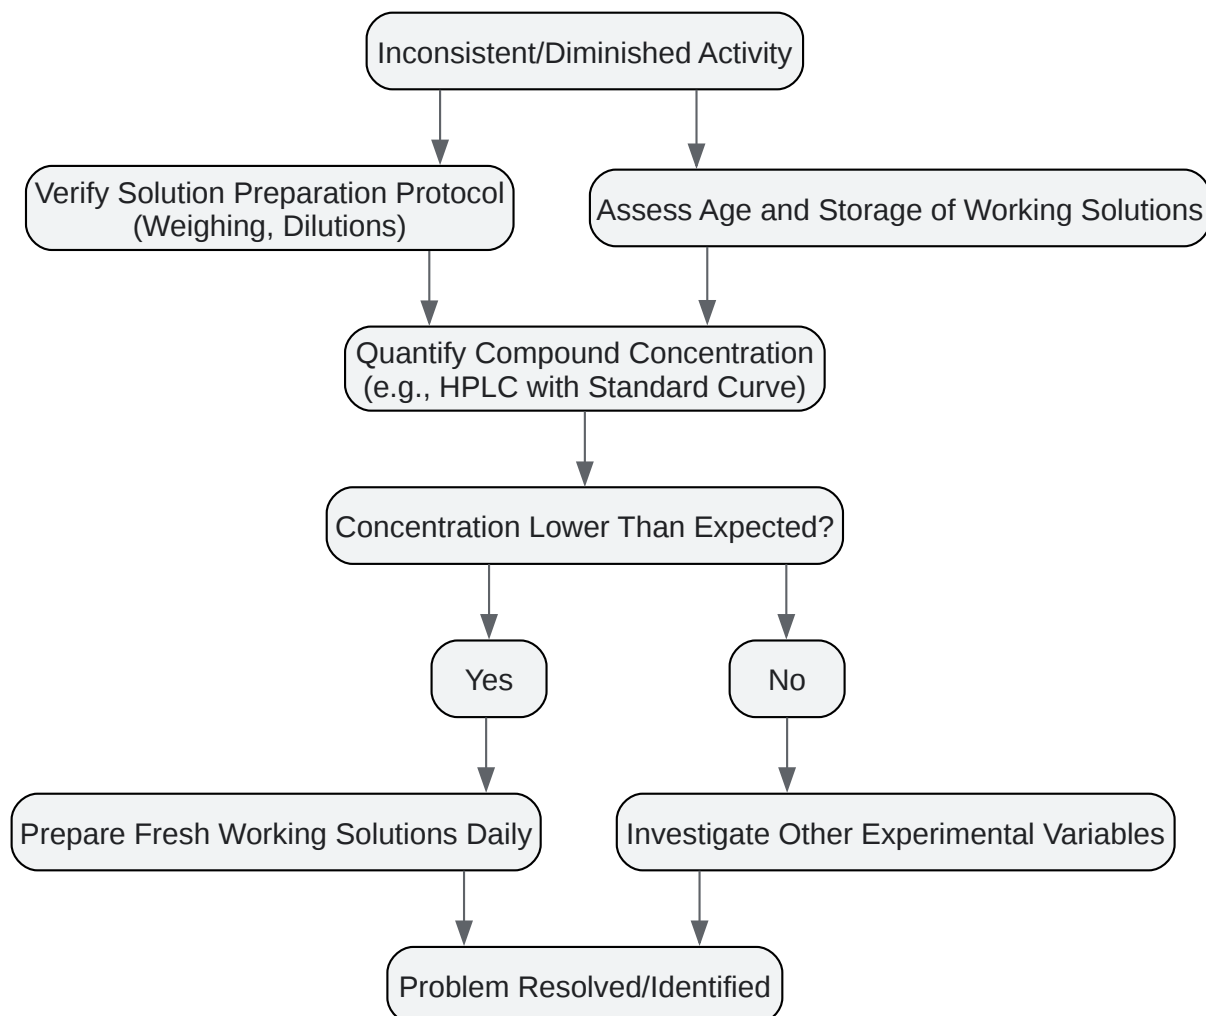 Inconsistent/Diminished Activity
Verify Solution Preparation Protocol
(Weighing, Dilutions)
Assess Age and Storage of Working Solutions
Quantify Compound Concentration
(e.g., HPLC with Standard Curve)
Concentration Lower Than Expected?
Yes
No
Prepare Fresh Working Solutions Daily
Investigate Other Experimental Variables
Problem Resolved/Identified